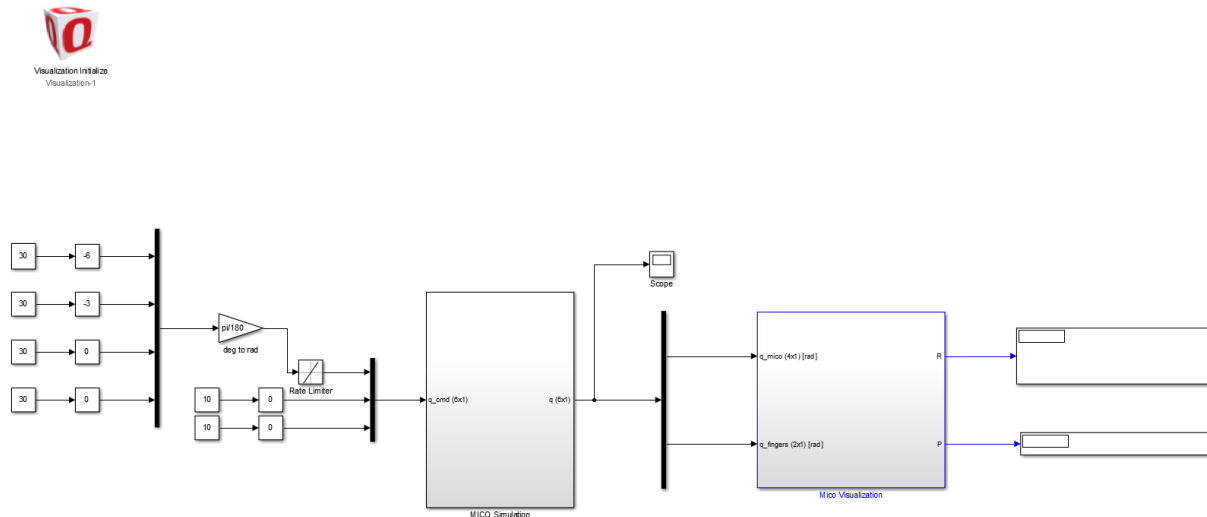 Q
Visualization Initialize
Visualization-1
30
-6
30
-3
30
0
30
0
pi/180
deg to rad
Rate Limiter
10
0
10
0
q_cmd (6x1)
q (6x1)
MICO Simulation
Scope
q_mico (4x1) [rad]
q_fingers (2x1) [rad]
R
P
Mico Visualization